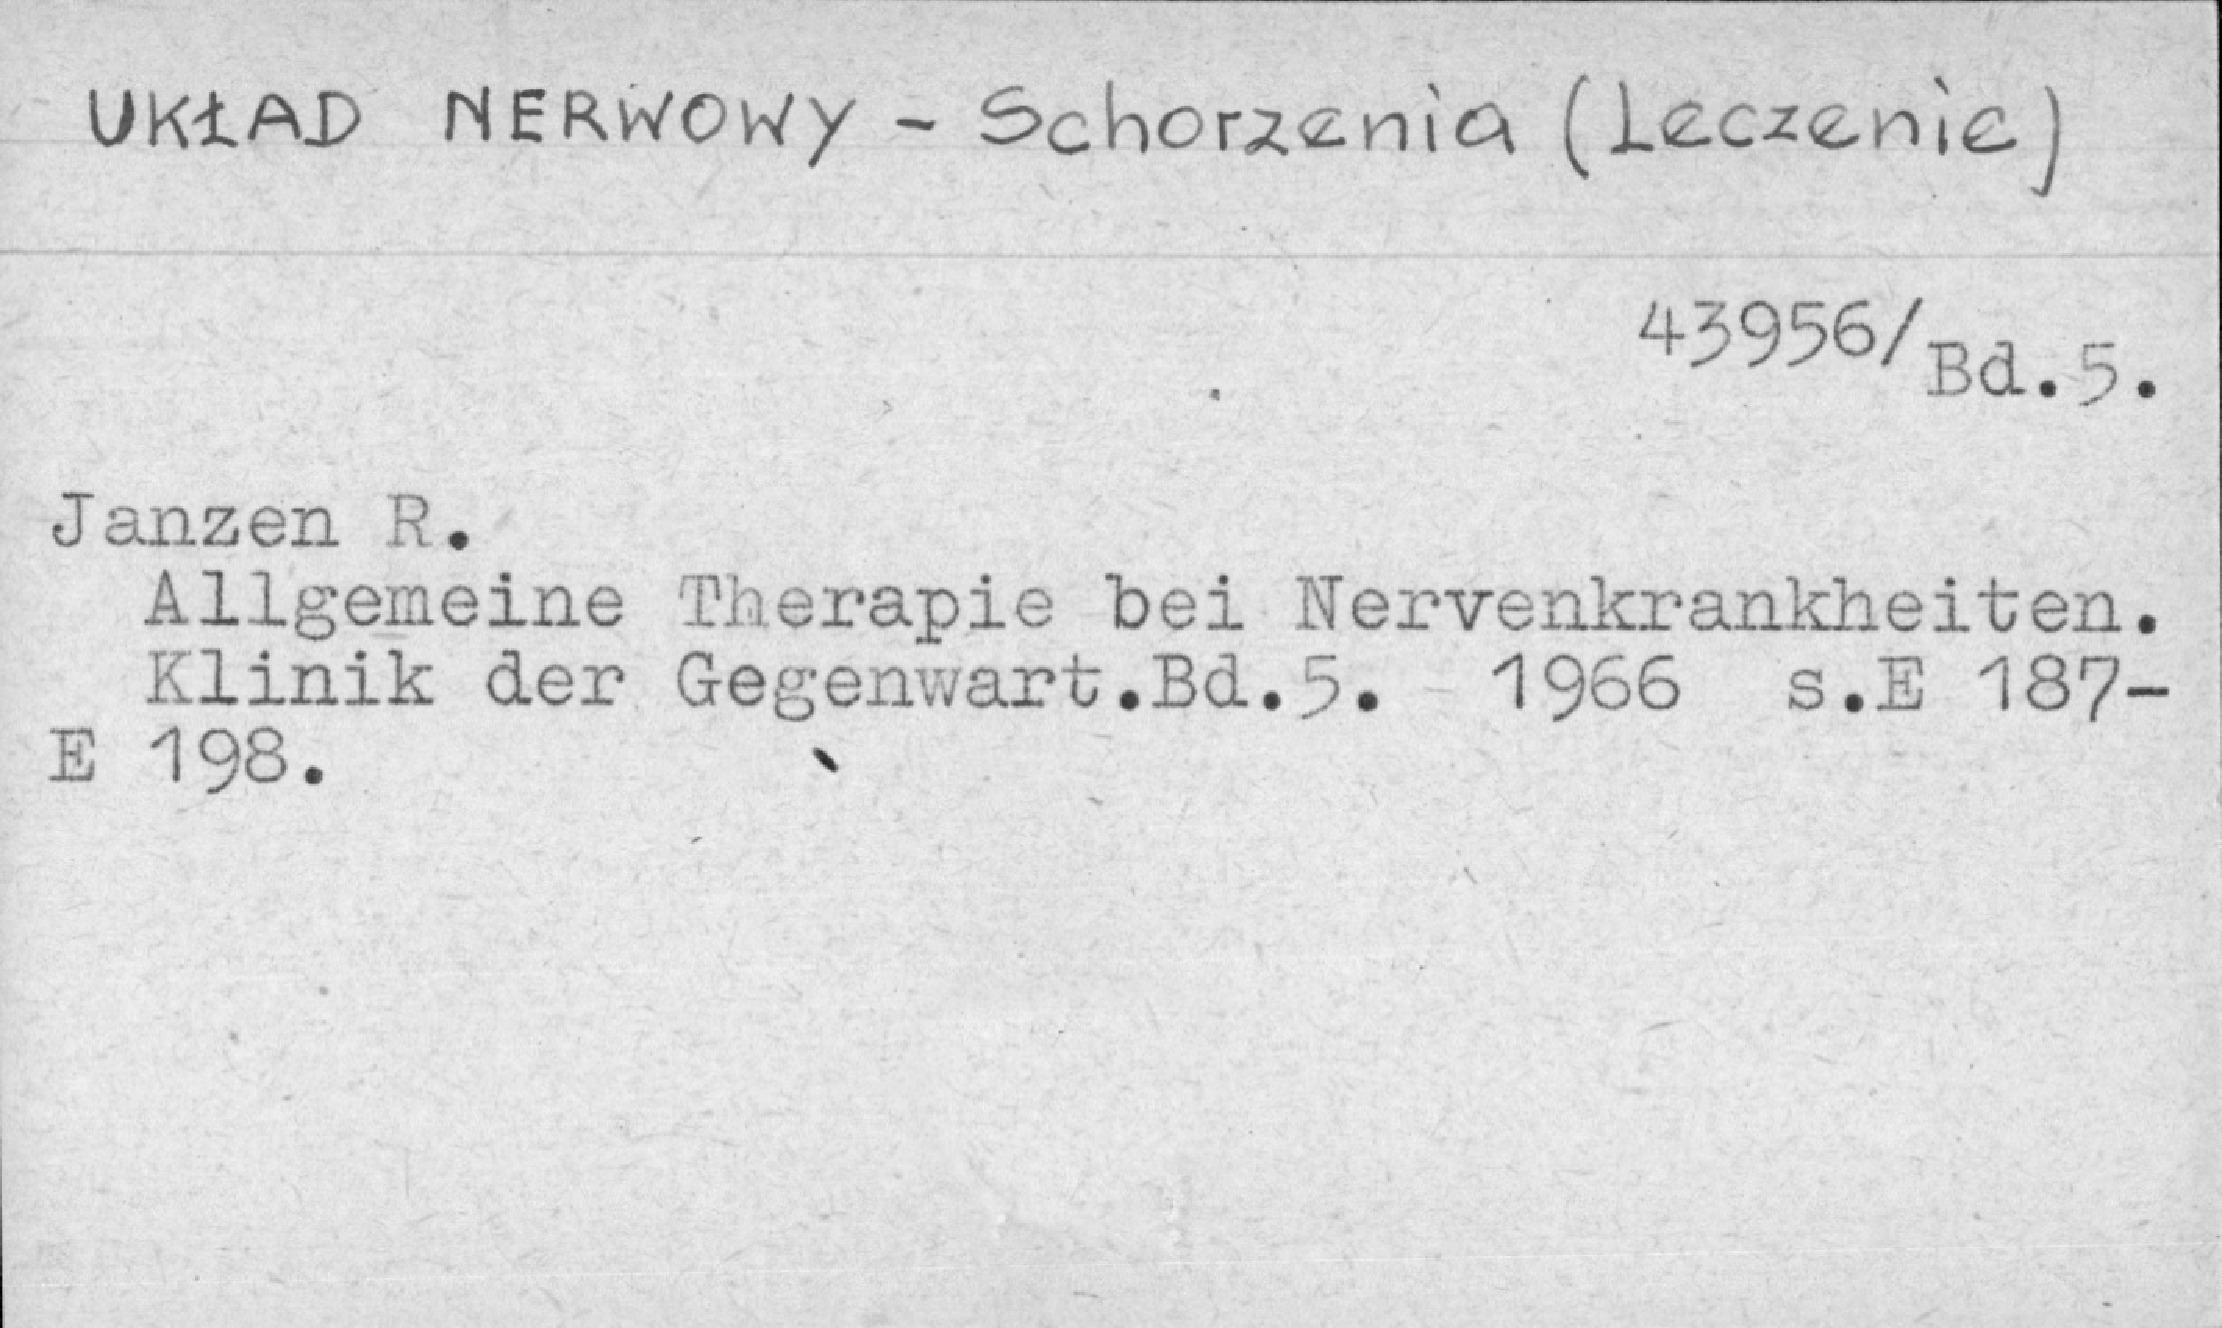 UKŁAD NERWOWY - Schorzenia (Leczenie)
43956/Bd.5.
Janzen R.
Allgemeine Therapie bei Nervenkrankheiten.
Klinik der Gegenwart.Bd.5. 1966 s.E 187-
E 198.